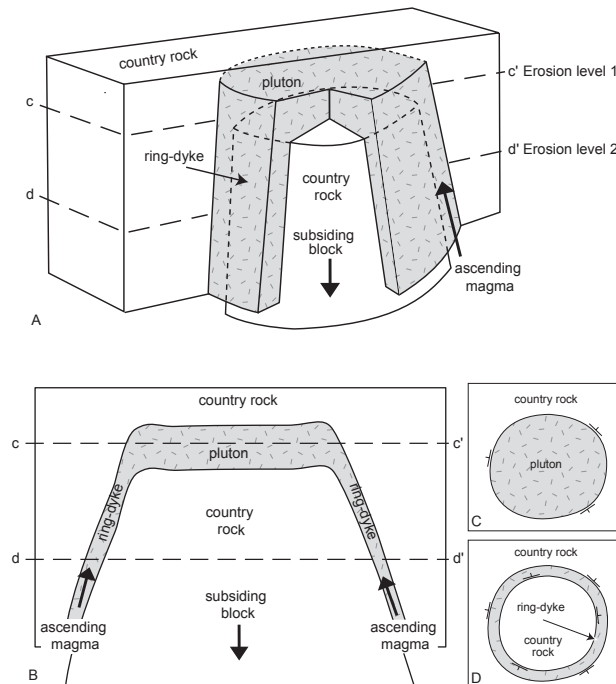 country rock
c
c' Erosion level 1
pluton
d' Erosion level 2
ring-dyke
country
rock
d
subsiding
block
ascending
magma
A
country rock
c
c'
pluton
ring-dyke
ring-dyke
country
rock
d
d'
subsiding
block
ascending
magma
ascending
magma
B
country rock
pluton
C
country rock
ring-dyke
country
rock
D